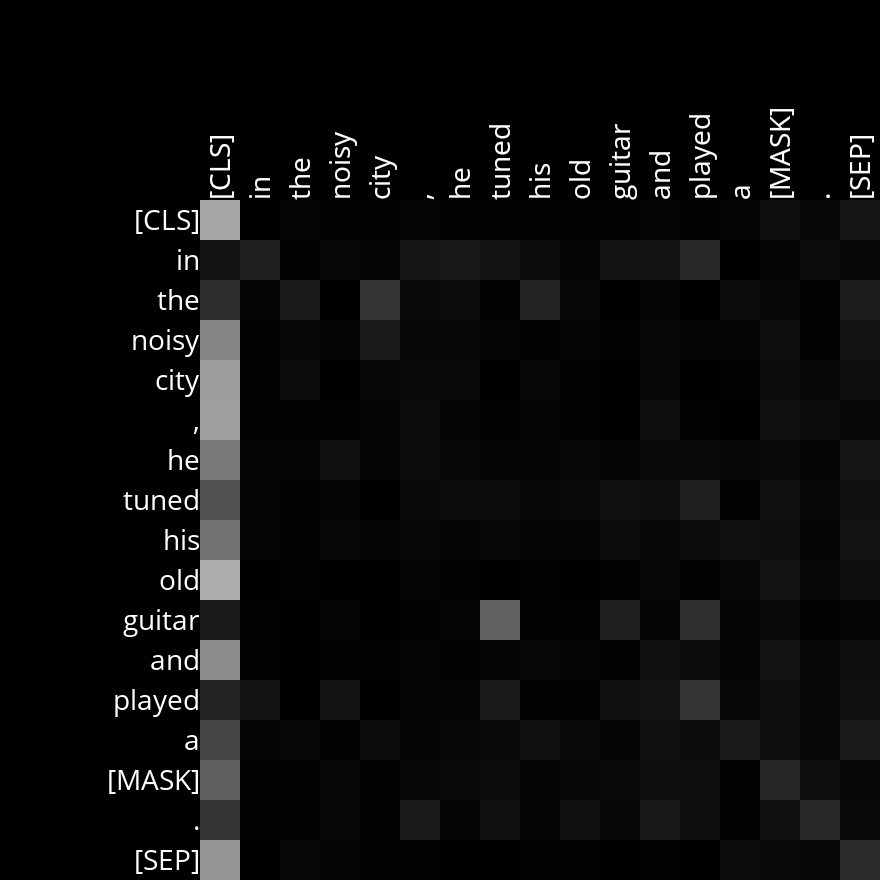 [CLS] in the noisy city , he tuned his old guitar and played a [MASK] . [SEP]
[CLS]
in
the
noisy
city
,
he
tuned
his
old
guitar
and
played
a
[MASK]
.
[SEP]